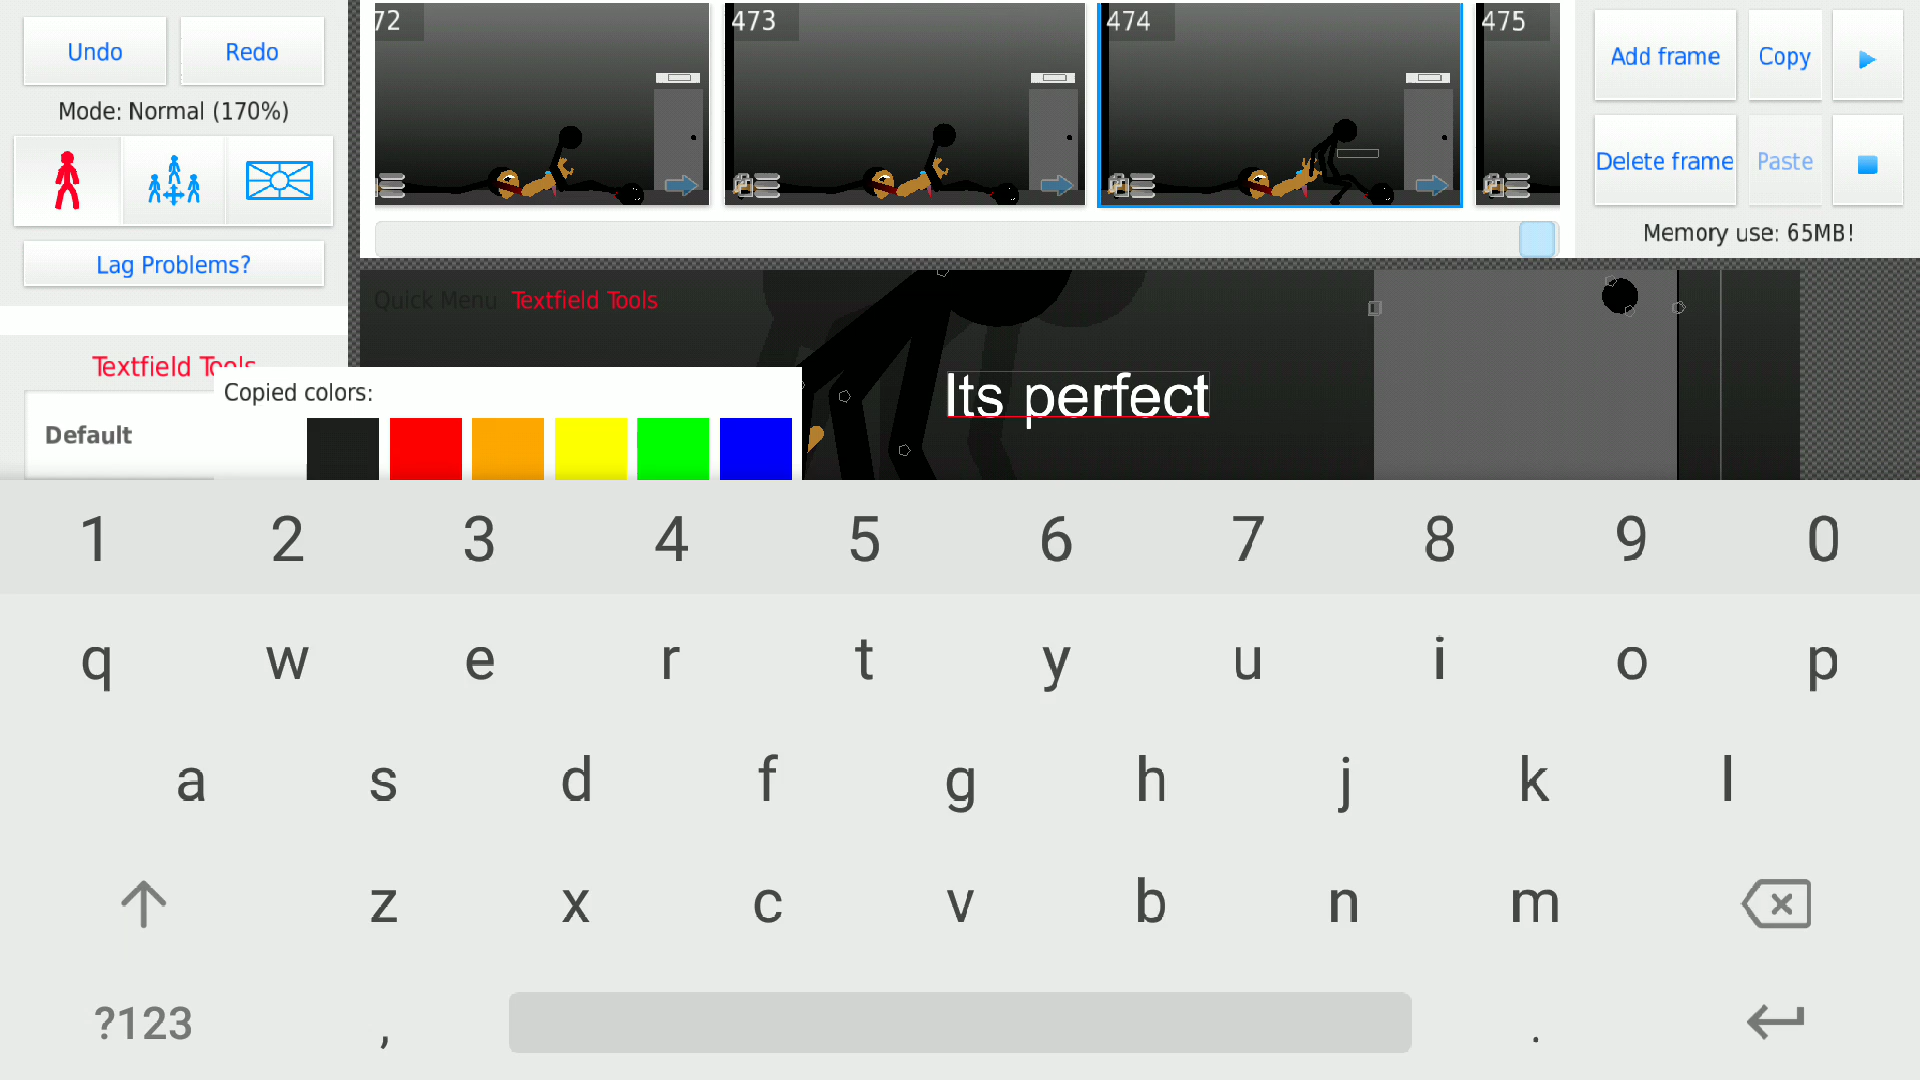 Undo Redo
Mode: Normal (170%)
Lag Problems?
72 473 474 475
Add frame Copy
Delete frame Paste
Memory use: 65MB!
Quick Menu Textfield Tools
Textfield Tools
Copied colors:
Default
Its perfect
1 2 3 4 5 6 7 8 9 0
q w e r t y u i o p
a s d f g h j k l
z x c v b n m
?123 , .